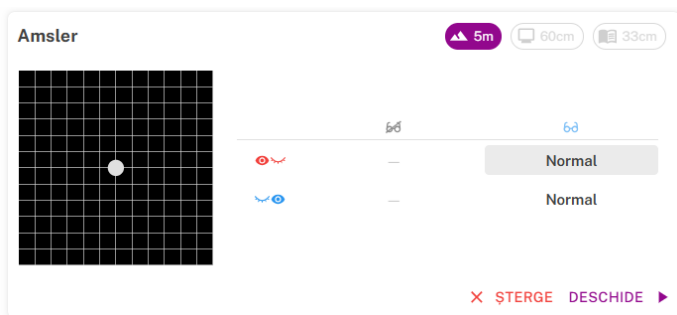 Amsler
5m 60cm 33cm
— Normal
— Normal
ȘTERGE DESCHIDE